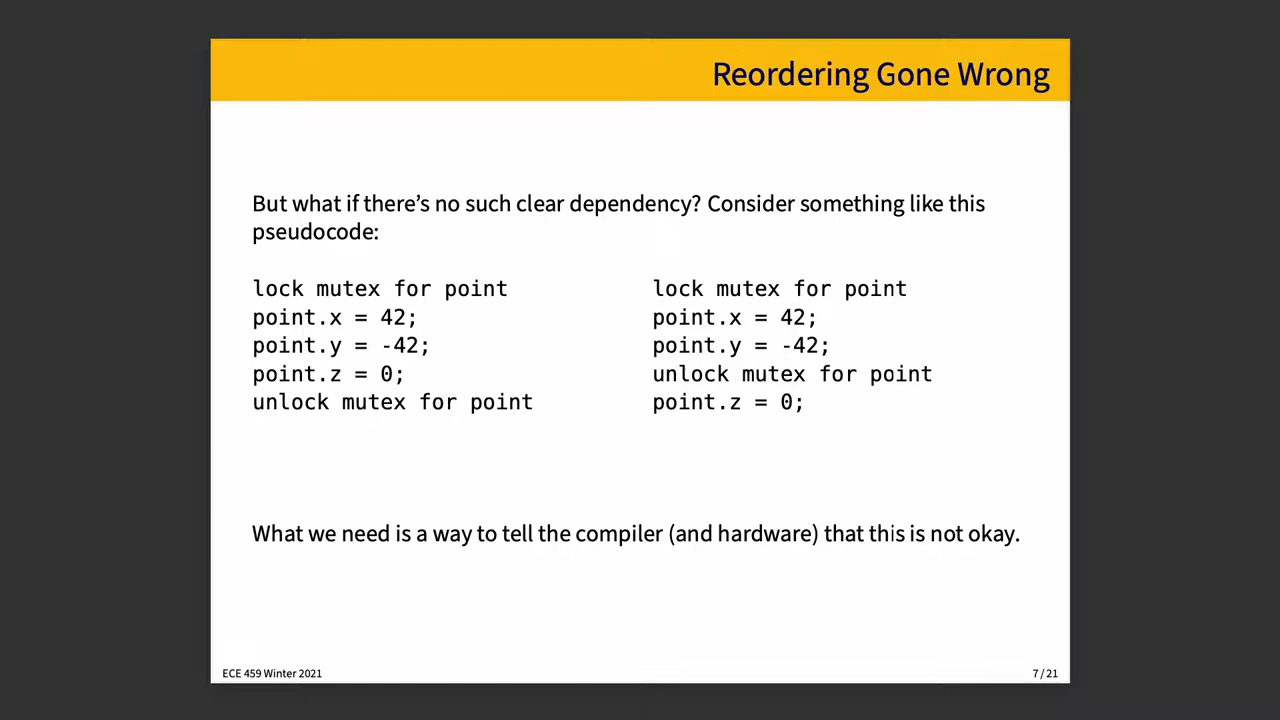 Reordering Gone Wrong
But what if there's no such clear dependency? Consider something like this
pseudocode:
lock mutex for point
point.x = 42;
point.y = -42;
point.z = 0;
unlock mutex for point
lock mutex for point
point.x = 42;
point.y = -42;
unlock mutex for point
point.z = 0;
What we need is a way to tell the compiler (and hardware) that this is not okay.
ECE 459 Winter 2021
7 / 21